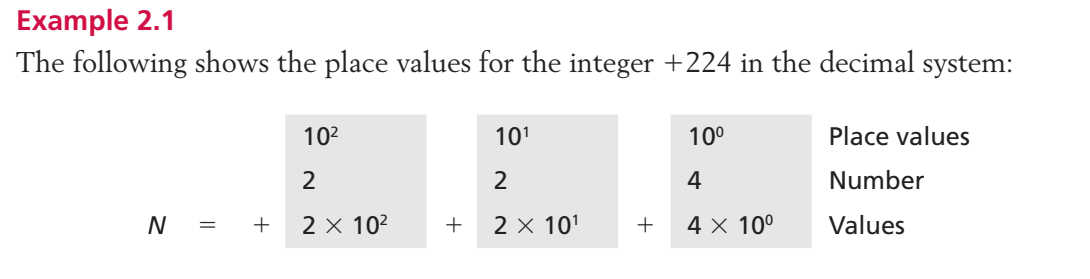 Example 2.1
The following shows the place values for the integer +224 in the decimal system:
10² 10¹ 10⁰ Place values
2 2 4 Number
N = + 2 × 10² + 2 × 10¹ + 4 × 10⁰ Values